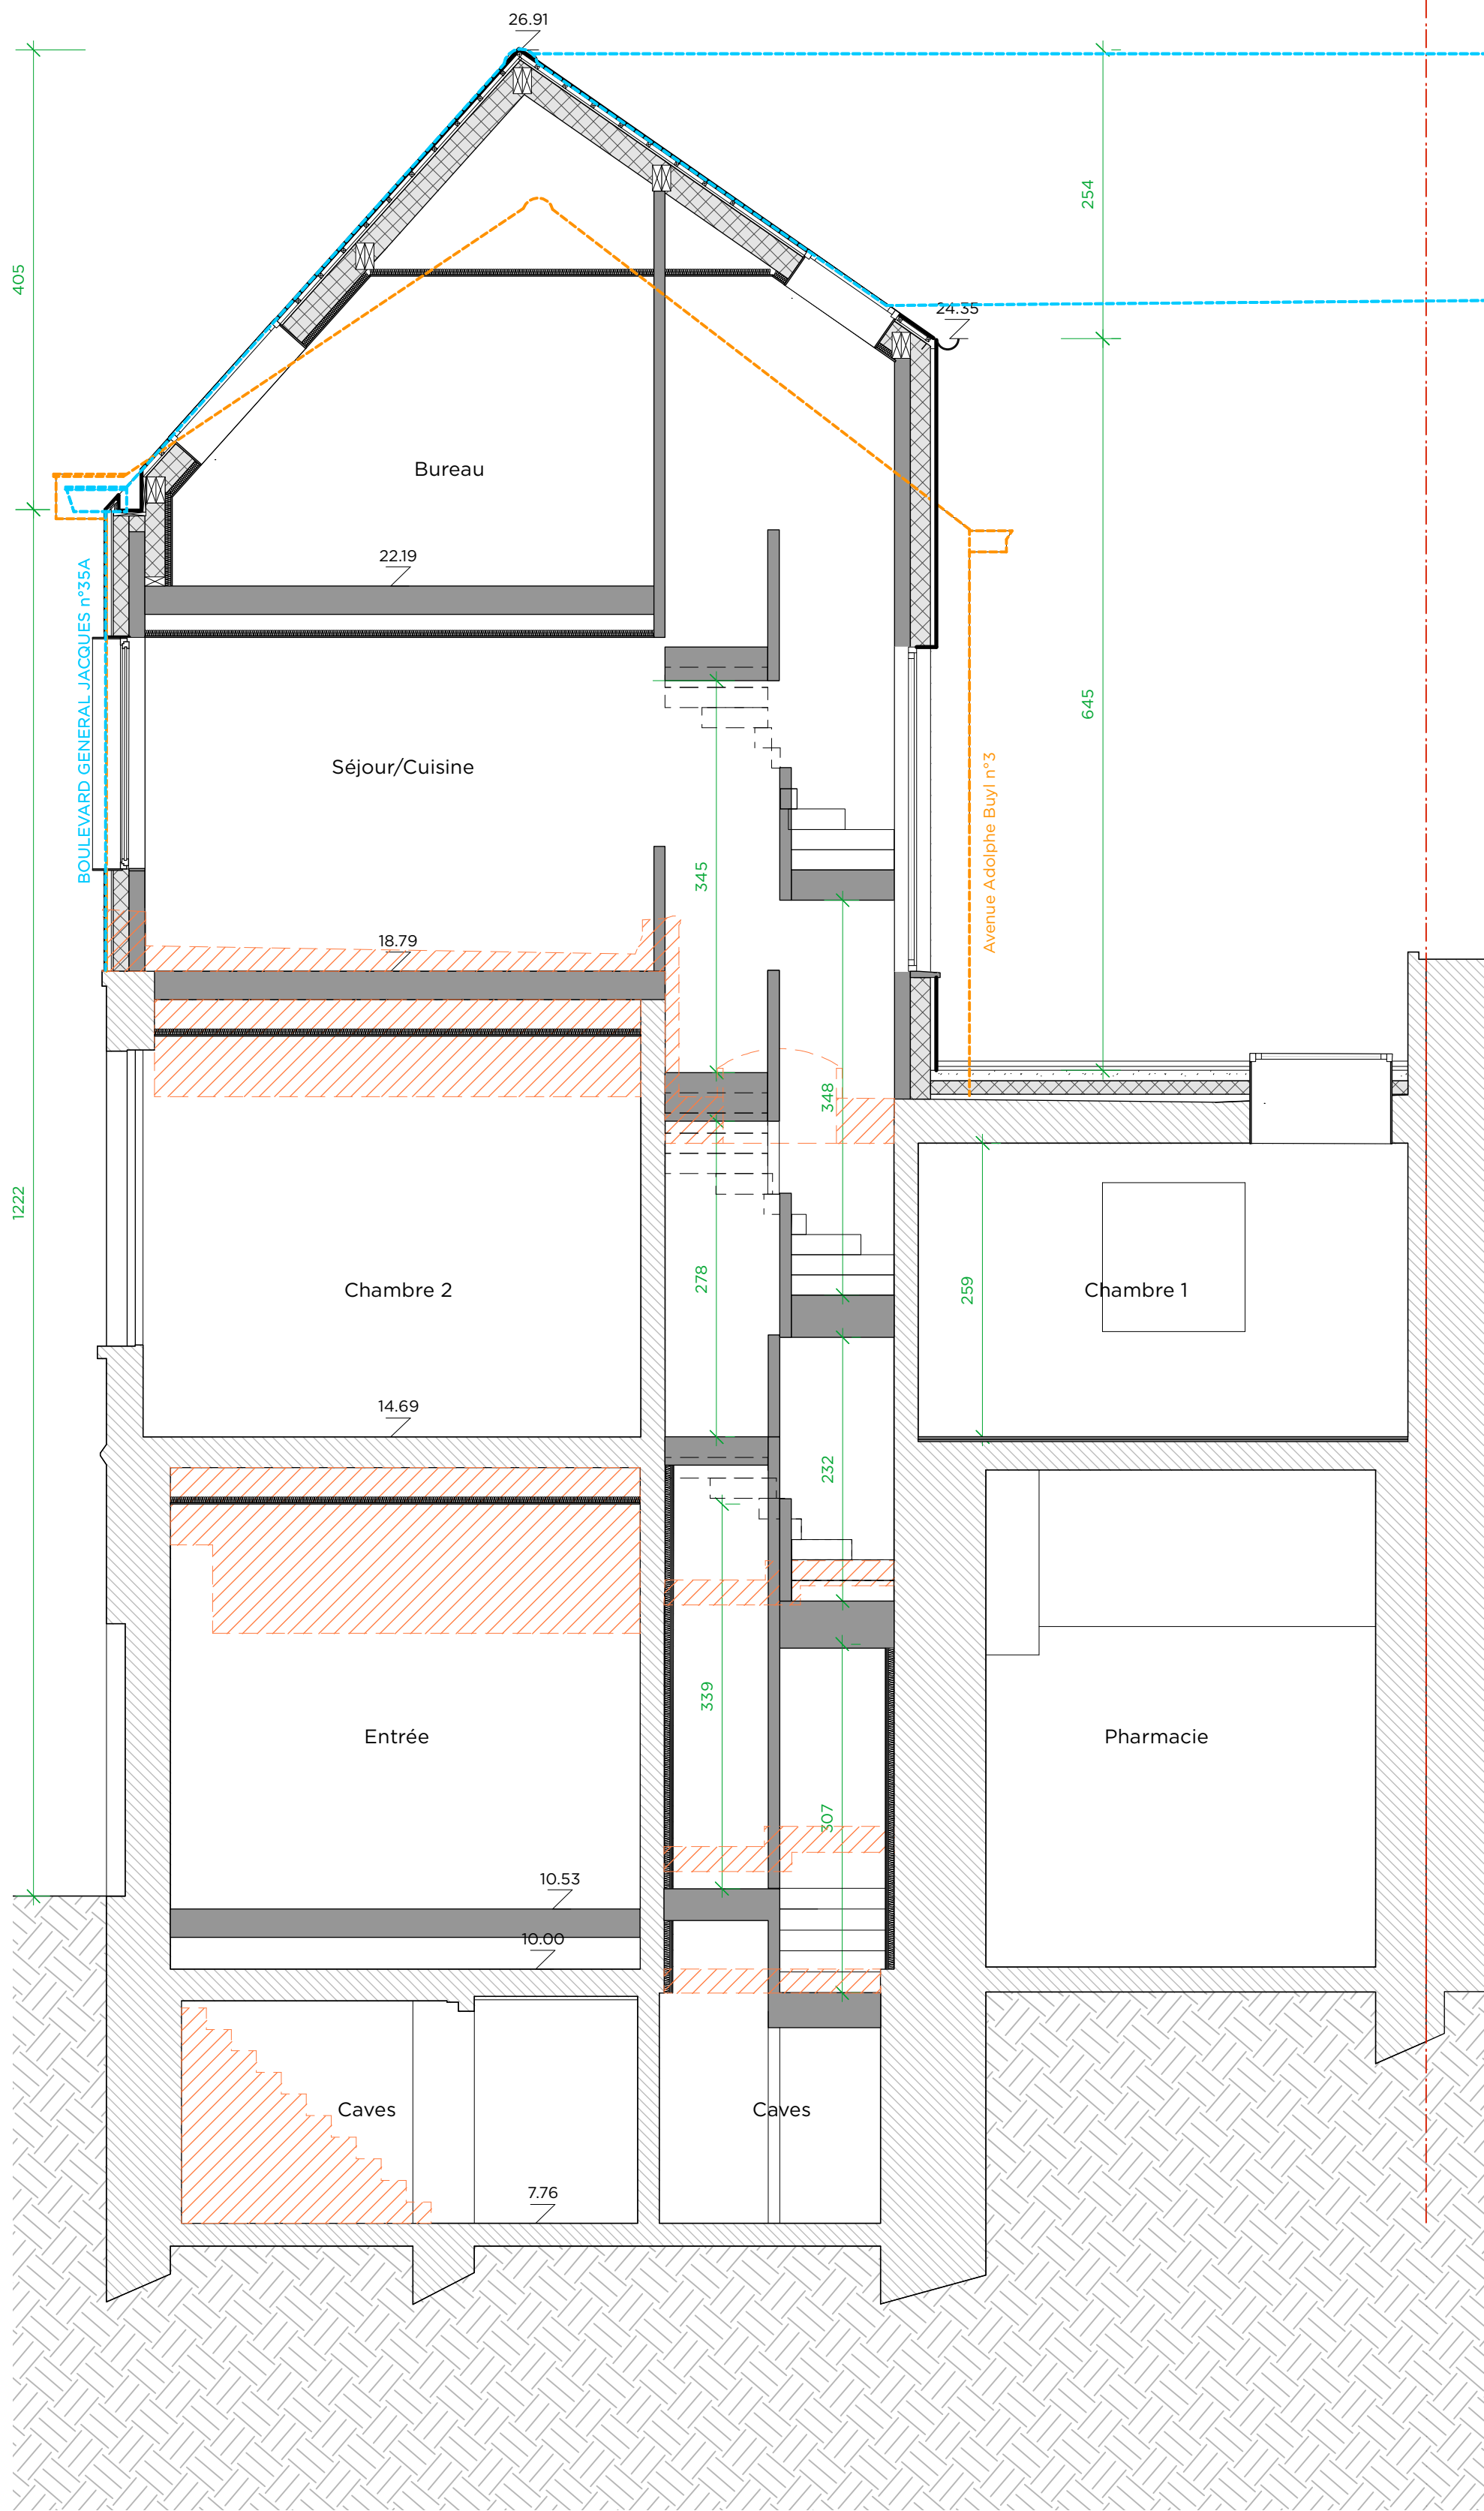 26.91
254
405
24.35
Bureau
22.19
BOULEVARD GENERAL JACQUES n°35A
645
Séjour/Cuisine
Avenue Adolphe Buyl n°3
345
18.79
348
1222
278
259
Chambre 2
Chambre 1
14.69
232
339
Entrée
Pharmacie
307
10.53
10.00
Caves
Caves
7.76